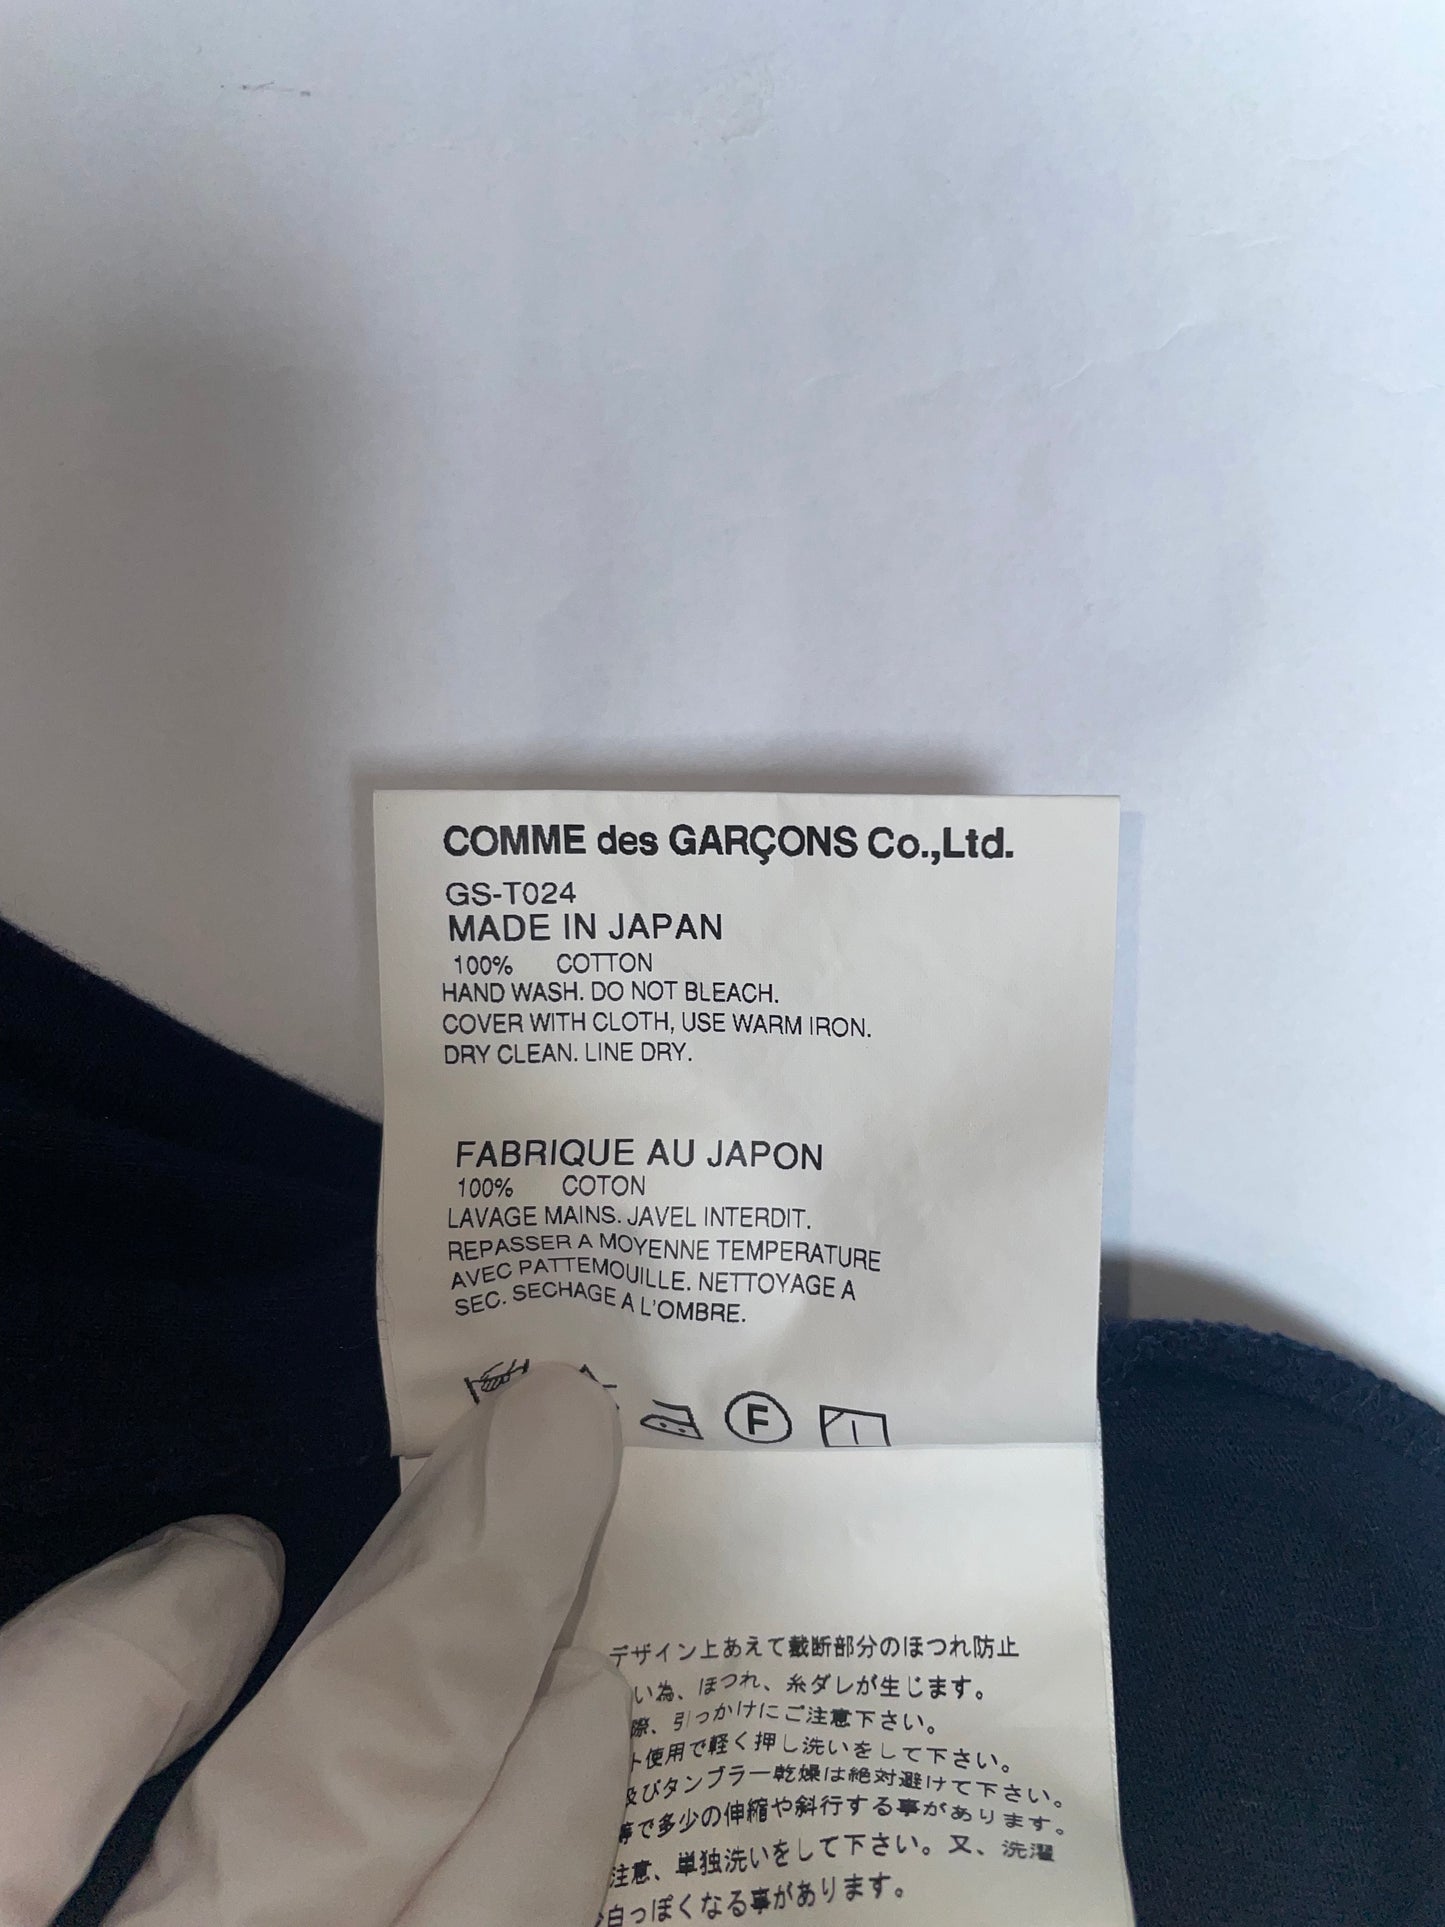 COMME des GARÇONS Co.,Ltd.
GS-T024
MADE IN JAPAN
100% COTTON
HAND WASH. DO NOT BLEACH.
COVER WITH CLOTH, USE WARM IRON.
DRY CLEAN. LINE DRY.
FABRIQUE AU JAPON
100% COTON
LAVAGE MAINS. JAVEL INTERDIT.
REPASSER A MOYENNE TEMPERATURE
AVEC PATTEMOUILLE. NETTOYAGE A
SEC. SECHAGE A L'OMBRE.
F
デザイン上あえて裁断部分のほつれ防止
い為、ほつれ、糸ダレが生じます。
際、引っかけにご注意下さい。
ト使用で軽く押し洗いをして下さい。
及びタンブラー乾燥は絶対避けて下さい。
等で多少の伸縮や斜行する事があります。
注意、単独洗いをして下さい。又、洗濯
白っぽくなる事があります。